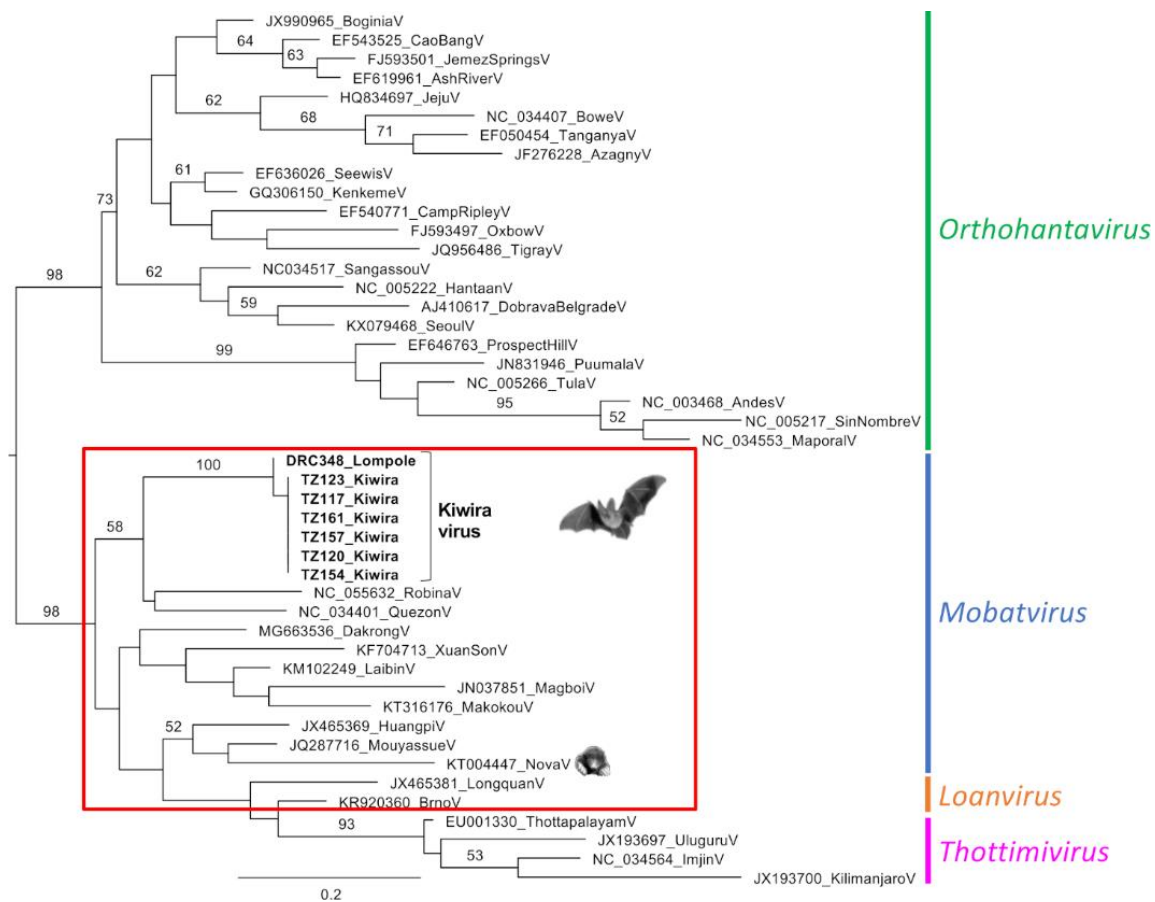 JX990965_BoginiaV
64
EF543525_CaoBangV
63
FJ593501_JemezSpringsV
EF619961_AshRiverV
HQ834697_JejuV
62
68
NC_034407_BoweV
71
EF050454_TanganyaV
JF276228_AzagnyV
61
EF636026_SeewisV
GQ306150_KenkemeV
73
EF540771_CampRipleyV
FJ593497_OxbowV
Orthohantavirus
JQ956486_TigrayV
98
62
NC034517_SangassouV
NC_005222_HantaanV
59
AJ410617_DobravaBelgradeV
KX079468_SeoulV
99
EF646763_ProspectHillV
JN831946_PuumalaV
NC_005266_TulaV
95
NC_003468_AndesV
52
NC_005217_SinNombreV
NC_034553_MaporalV
100
DRC348_Lompole
TZ123_Kiwira
TZ117_Kiwira
Kiwira
virus
TZ161_Kiwira
58
TZ157_Kiwira
TZ120_Kiwira
TZ154_Kiwira
NC_055632_RobinaV
98
NC_034401_QuezonV
Mobatvirus
MG663536_DakrongV
KF704713_XuanSonV
KM102249_LaibinV
JN037851_MagboiV
KT316176_MakokouV
52
JX465369_HuangpiV
JQ287716_MouyassueV
KT004447_NovaV
JX465381_LongquanV
Loanvirus
KR920360_BrnoV
93
EU001330_ThottapalayamV
JX193697_UluguruV
53
NC_034564_ImjinV
Thottimivirus
JX193700_KilimanjaroV
0.2